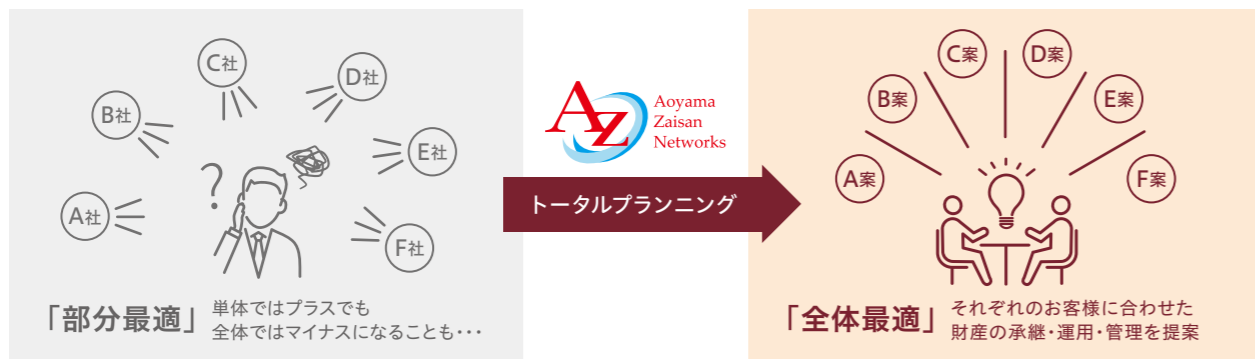 A社
B社
C社
D社
E社
F社
?
「部分最適」
単体ではプラスでも
全体ではマイナスになることも・・・
AZ
Aoyama
Zaisan
Networks
トータルプランニング
A案
B案
C案
D案
E案
F案
「全体最適」
それぞれのお客様に合わせた
財産の承継・運用・管理を提案